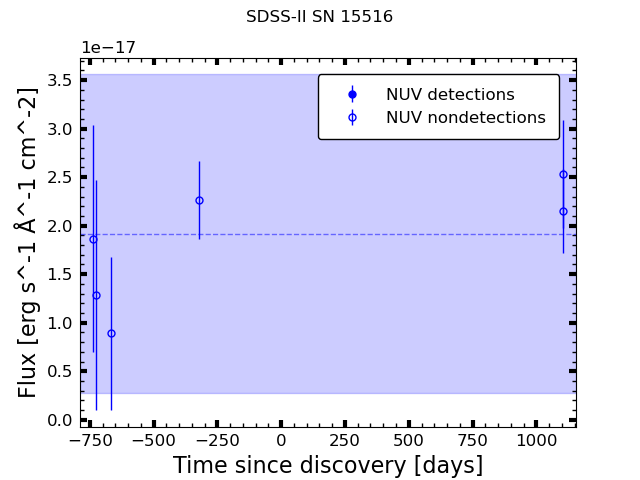 SDSS-II SN 15516
1e−17
NUV detections
NUV nondetections
3.5
3.0
2.5
2.0
1.5
1.0
0.5
0.0
Flux [erg s^-1 Å^-1 cm^-2]
−750 −500 −250 0 250 500 750 1000
Time since discovery [days]